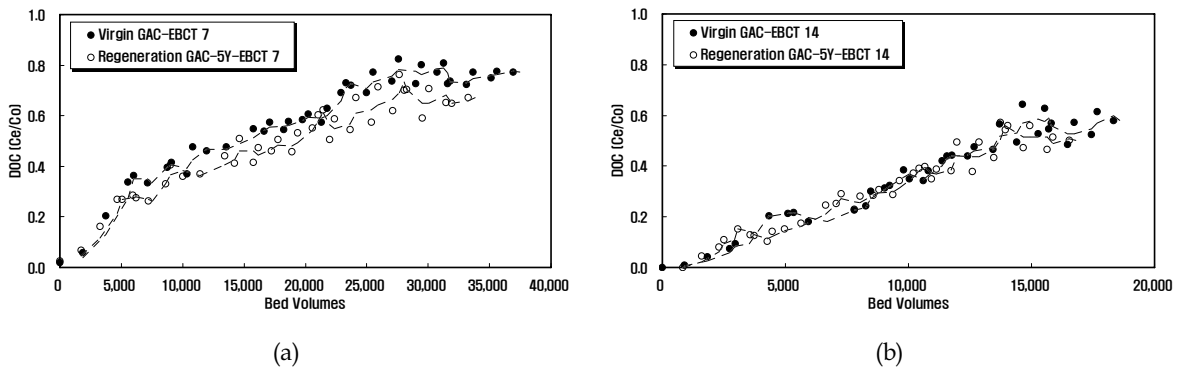 Virgin GAC-EBCT 7
Regeneration GAC-5Y-EBCT 7
DOC (Ce/Co)
1.0
0.8
0.6
0.4
0.2
0.0
0 5,000 10,000 15,000 20,000 25,000 30,000 35,000 40,000
Bed Volumes
(a)
Virgin GAC-EBCT 14
Regeneration GAC-5Y-EBCT 14
DOC (Ce/Co)
1.0
0.8
0.6
0.4
0.2
0.0
0 5,000 10,000 15,000 20,000
Bed Volumes
(b)